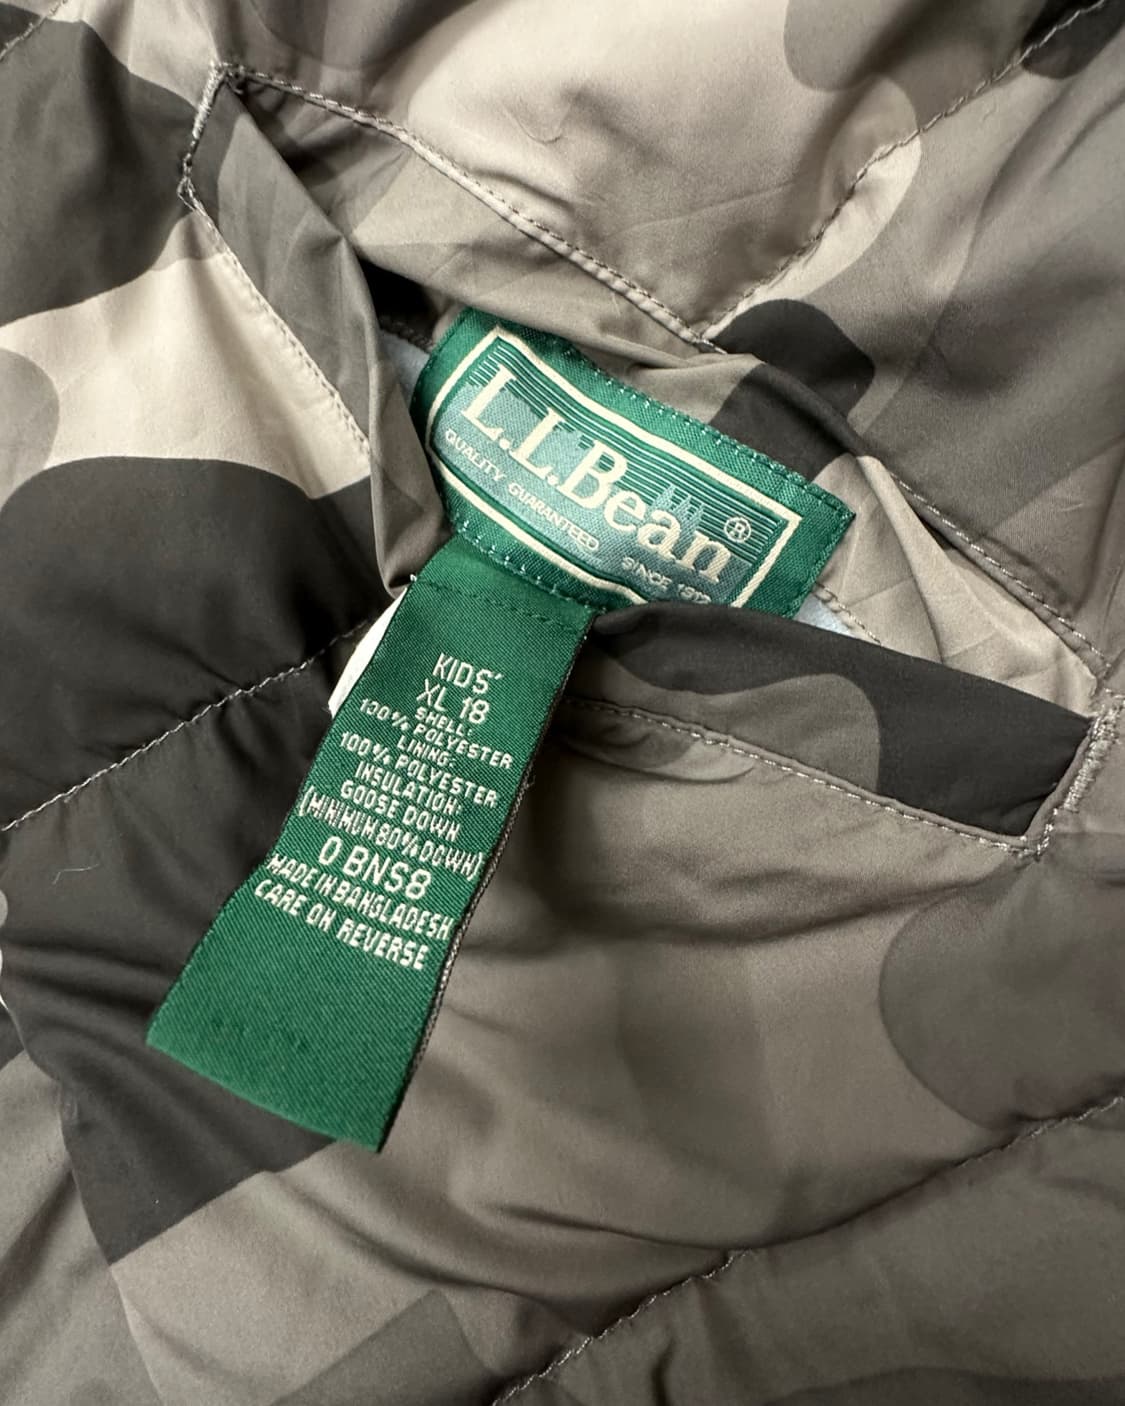 L.L.Bean®
QUALITY GUARANTEED SINCE
KIDS'
XL 18
SHELL:
100% POLYESTER
LINING:
100% POLYESTER
INSULATION:
GOOSE DOWN
(MINIMUM 80% DOWN)
0 BNS8
MADE IN BANGLADESH
CARE ON REVERSE